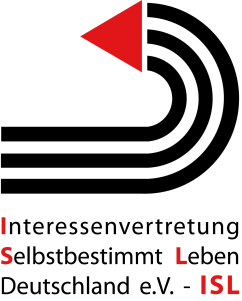 Interessenvertretung
Selbstbestimmt Leben
Deutschland e.V. - ISL